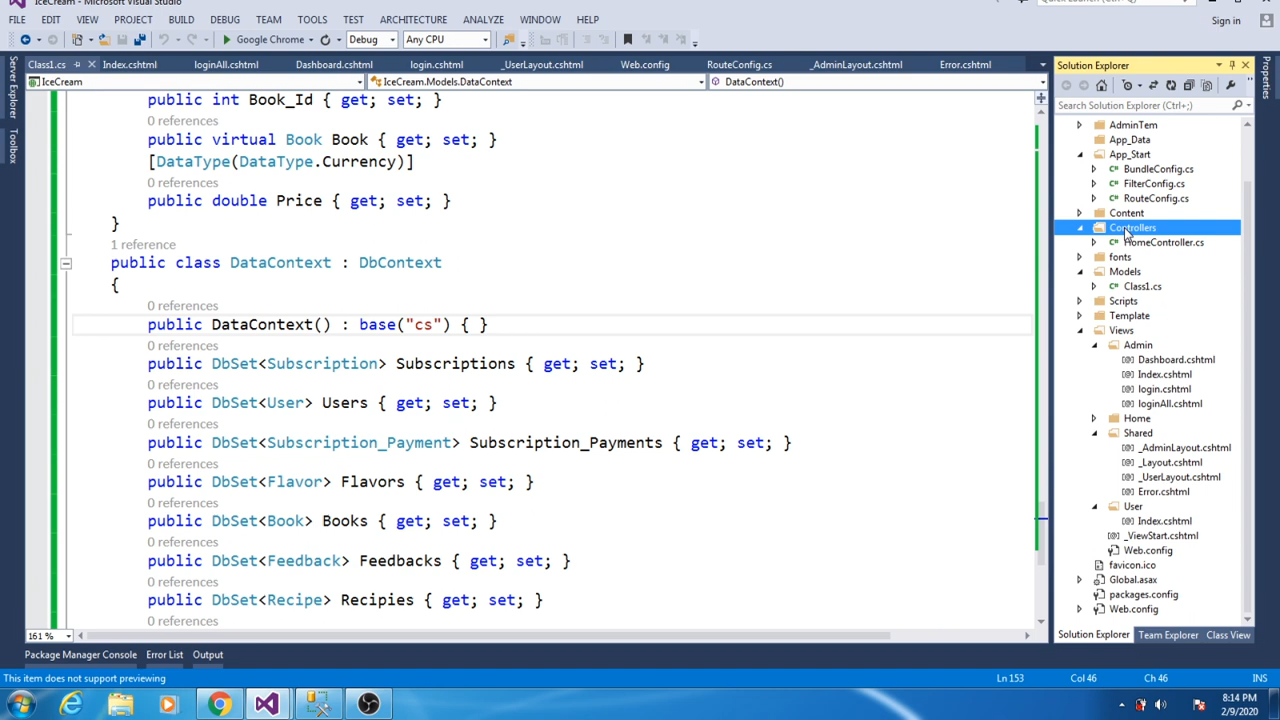 IceCream - Microsoft Visual Studio
Quick Launch (Ctrl+Q)
FILE EDIT VIEW PROJECT BUILD DEBUG TEAM TOOLS TEST ARCHITECTURE ANALYZE WINDOW HELP
Sign in
Google Chrome Debug Any CPU
Class1.cs Index.cshtml loginAll.cshtml Dashboard.cshtml login.cshtml _UserLayout.cshtml Web.config RouteConfig.cs _AdminLayout.cshtml Error.cshtml
IceCream IceCream.Models.DataContext DataContext()
Server Explorer
Toolbox
public int Book_Id { get; set; }
0 references
public virtual Book Book { get; set; }
[DataType(DataType.Currency)]
0 references
public double Price { get; set; }
}
1 reference
public class DataContext : DbContext
{
0 references
public DataContext() : base("cs") { }
0 references
public DbSet<Subscription> Subscriptions { get; set; }
0 references
public DbSet<User> Users { get; set; }
0 references
public DbSet<Subscription_Payment> Subscription_Payments { get; set; }
0 references
public DbSet<Flavor> Flavors { get; set; }
0 references
public DbSet<Book> Books { get; set; }
0 references
public DbSet<Feedback> Feedbacks { get; set; }
0 references
public DbSet<Recipe> Recipies { get; set; }
0 references
161 %
Solution Explorer
Search Solution Explorer (Ctrl+;)
AdminTem
App_Data
App_Start
BundleConfig.cs
FilterConfig.cs
RouteConfig.cs
Content
Controllers
HomeController.cs
fonts
Models
Class1.cs
Scripts
Template
Views
Admin
Dashboard.cshtml
Index.cshtml
login.cshtml
loginAll.cshtml
Home
Shared
_AdminLayout.cshtml
_Layout.cshtml
_UserLayout.cshtml
Error.cshtml
User
Index.cshtml
_ViewStart.cshtml
Web.config
favicon.ico
Global.asax
packages.config
Web.config
Solution Explorer Team Explorer Class View
Properties
Package Manager Console Error List Output
This item does not support previewing Ln 153 Col 46 Ch 46 INS
8:14 PM
2/9/2020